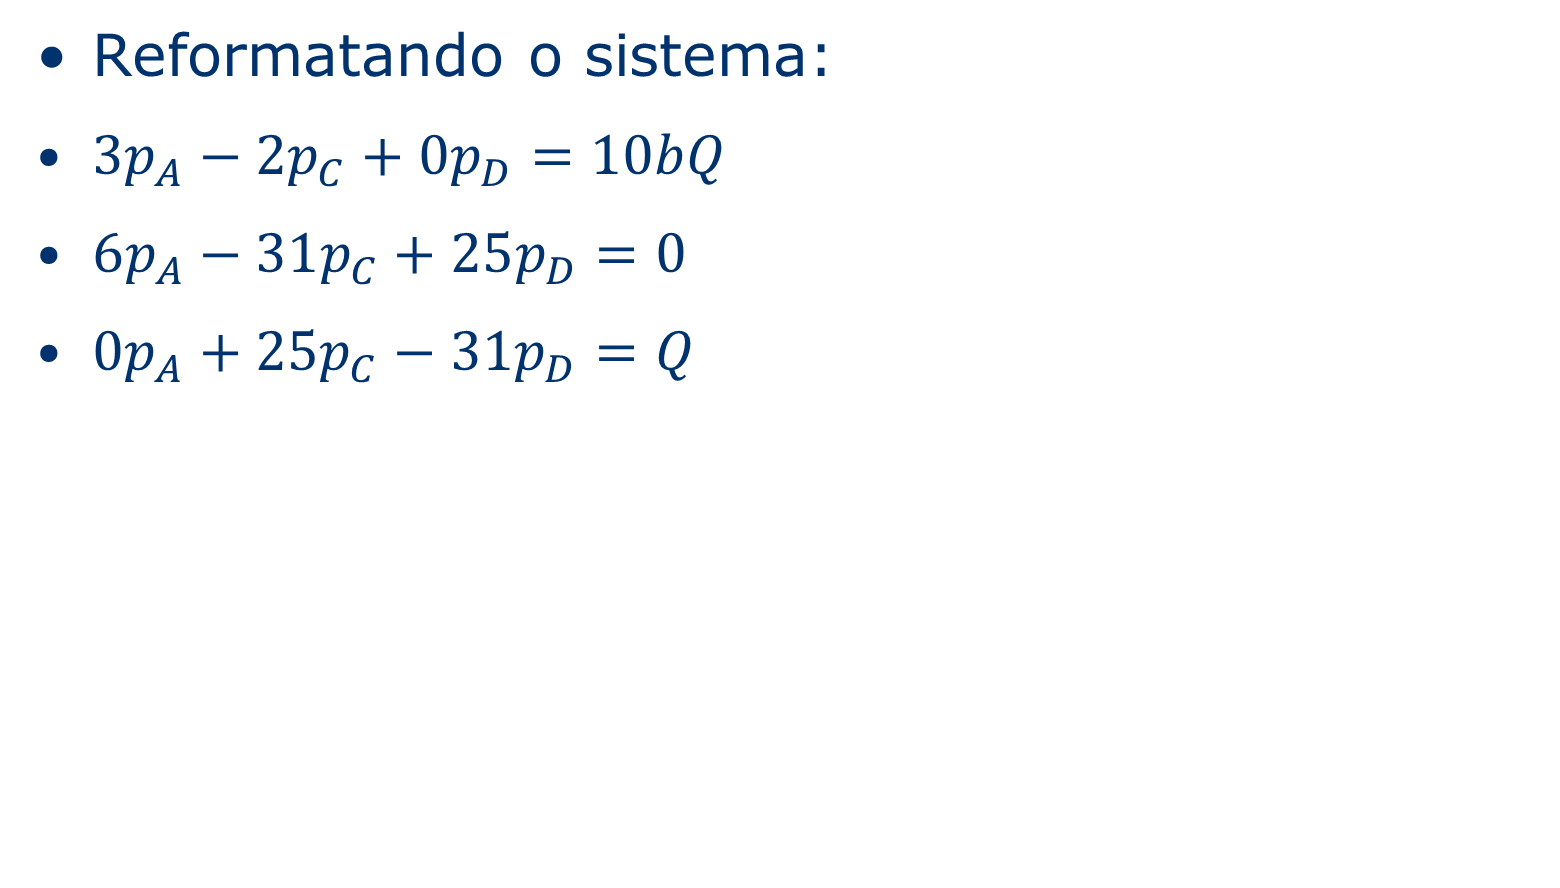 • Reformatando o sistema:
• 3p_A − 2p_C + 0p_D = 10bQ
• 6p_A − 31p_C + 25p_D = 0
• 0p_A + 25p_C − 31p_D = Q